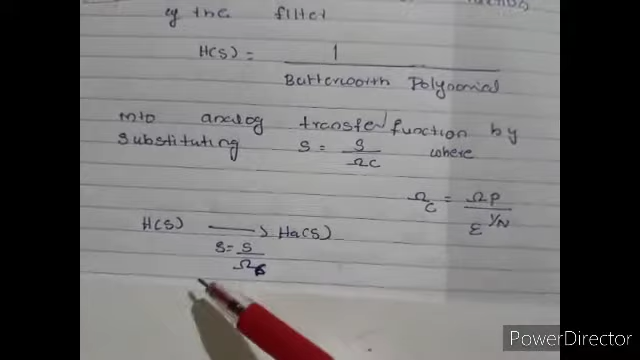 of the filter
H(S) = 1 / Butterworth Polynomial
into analog transfer function by
substituting S = S / Ωc where
Ωc = ΩP / ε^1/N
H(S) ⟶ Ha(S)
S = S / Ωc
PowerDirector